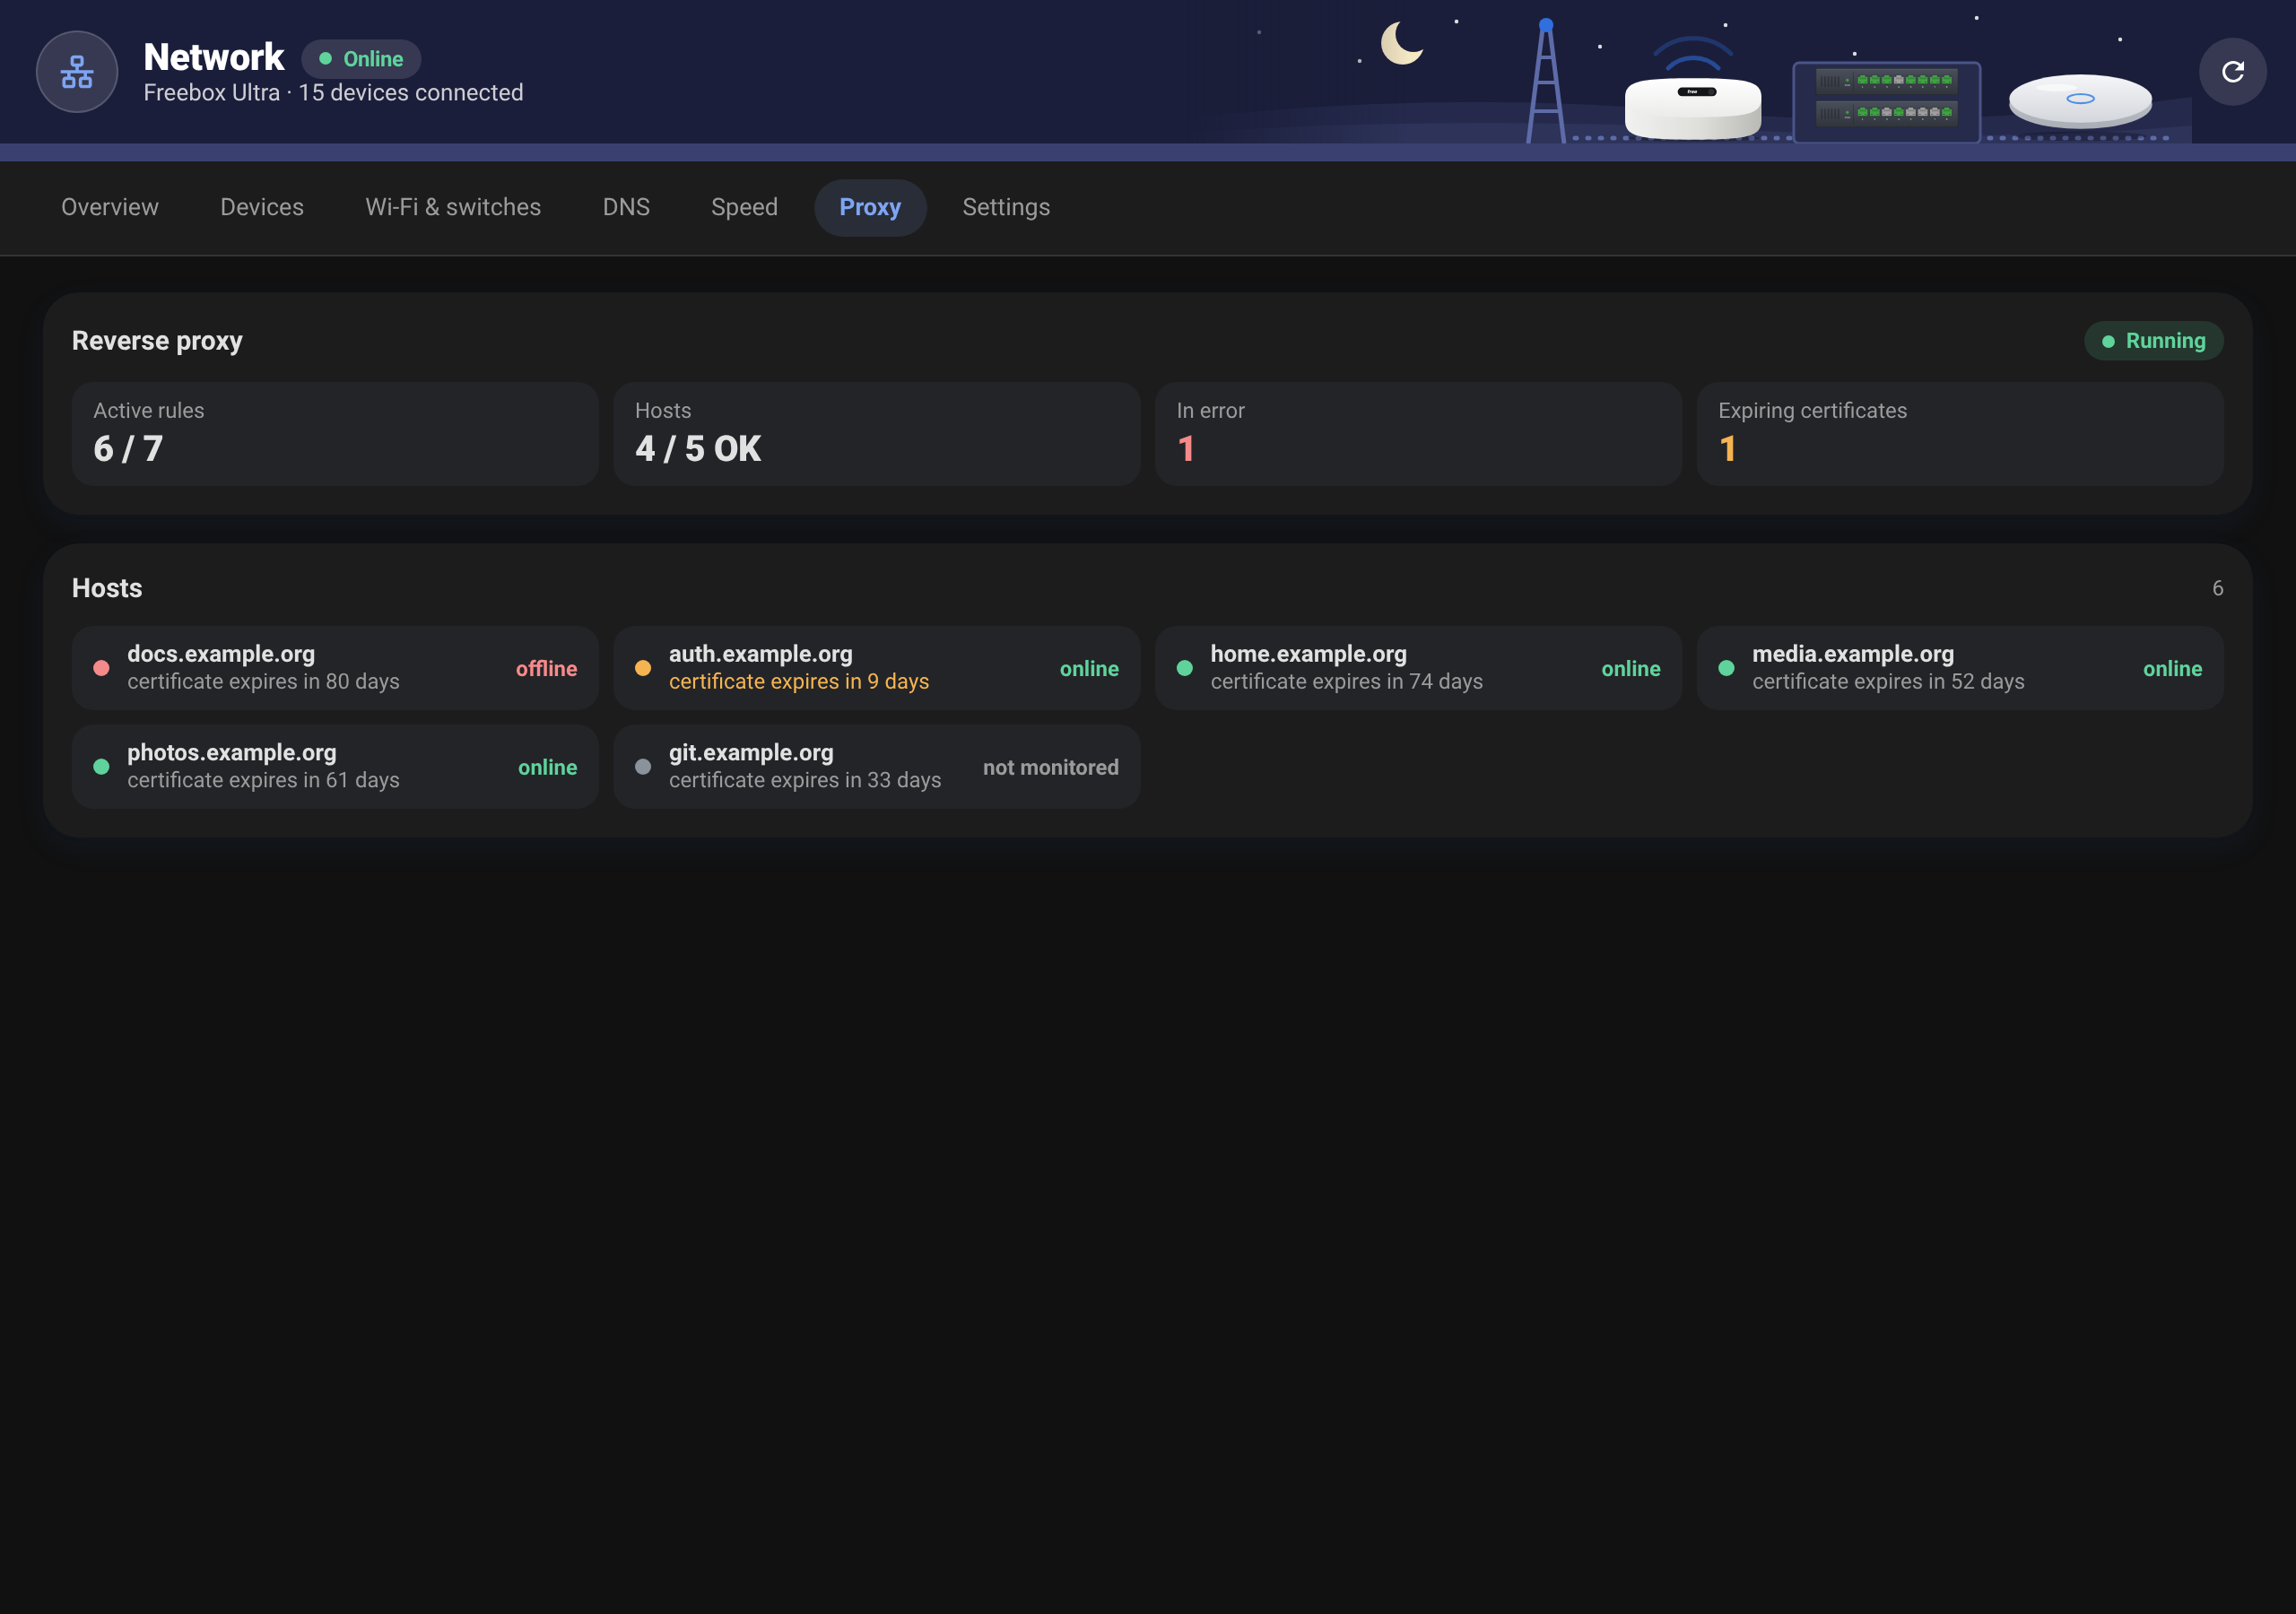 Network
Online
Freebox Ultra · 15 devices connected
free
Overview
Devices
Wi-Fi & switches
DNS
Speed
Proxy
Settings
Reverse proxy
Running
Active rules
6 / 7
Hosts
4 / 5 OK
In error
1
Expiring certificates
1
Hosts
6
docs.example.org
certificate expires in 80 days
offline
auth.example.org
certificate expires in 9 days
online
home.example.org
certificate expires in 74 days
online
media.example.org
certificate expires in 52 days
online
photos.example.org
certificate expires in 61 days
online
git.example.org
certificate expires in 33 days
not monitored